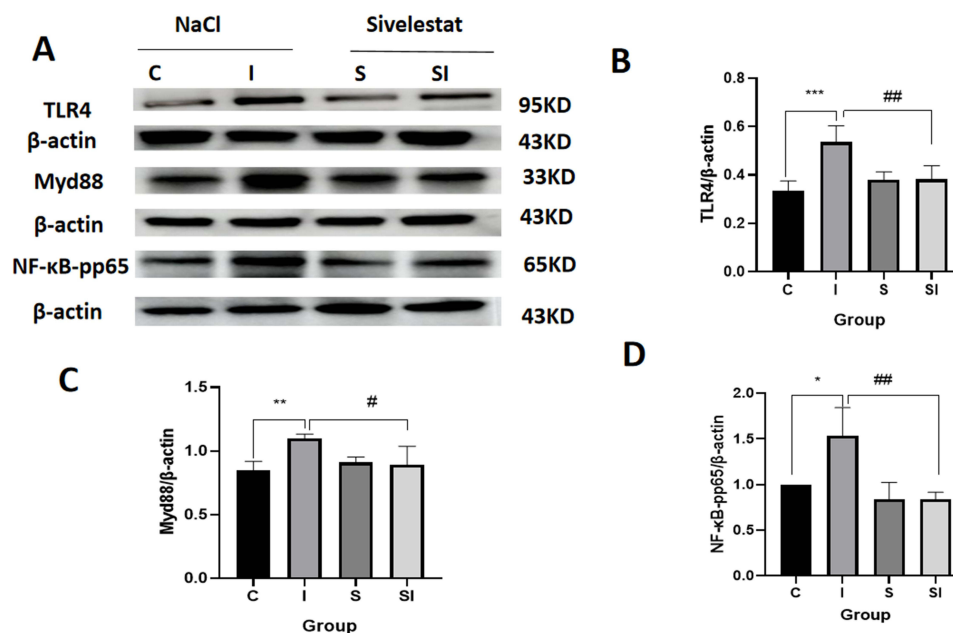 A
NaCl
Sivelestat
C I S SI
TLR4 95KD
β-actin 43KD
Myd88 33KD
β-actin 43KD
NF-κB-pp65 65KD
β-actin 43KD
B
TLR4/β-actin
0.8
0.6
0.4
0.2
0.0
***
##
C I S SI
Group
C
Myd88/β-actin
1.5
1.0
0.5
0.0
**
#
C I S SI
Group
D
NF-κB-pp65/β-actin
2.0
1.5
1.0
0.5
0.0
*
##
C I S SI
Group